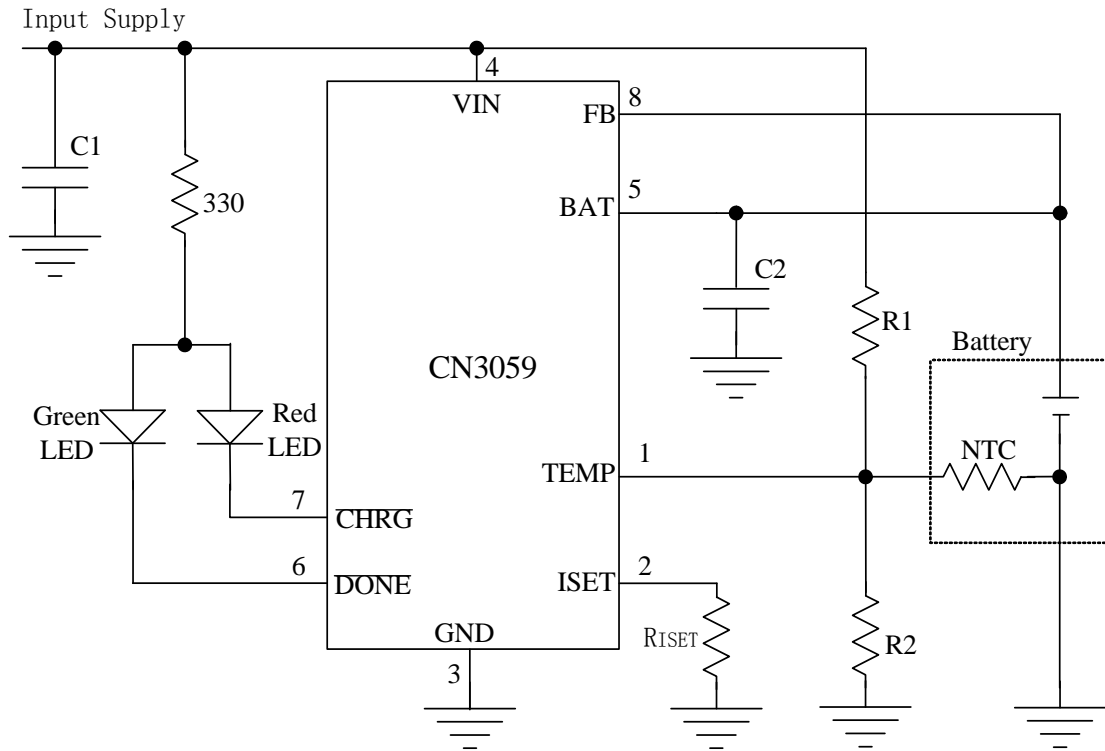 Input Supply
4
VIN
8
FB
C1
330
5
BAT
C2
R1
CN3059
Battery
Green
LED
Red
LED
NTC
1
TEMP
7
CHRG
6
DONE
2
ISET
GND
RISET
R2
3